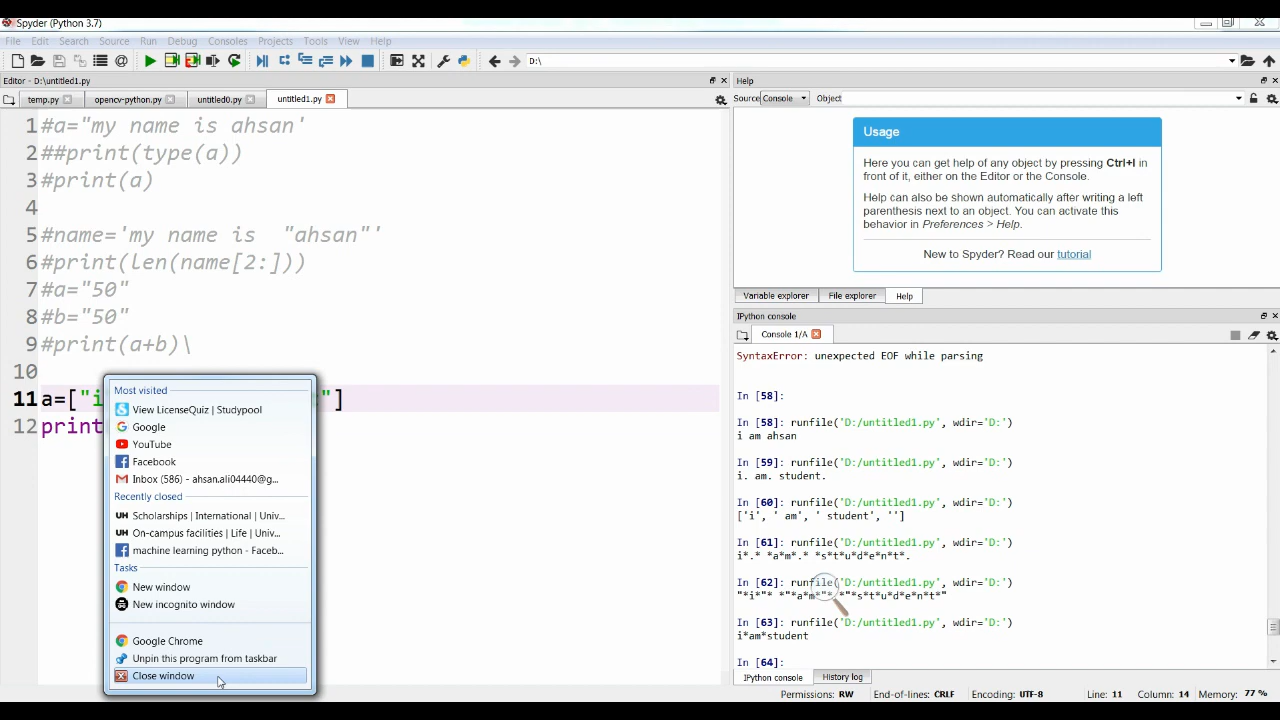 Spyder (Python 3.7)
File Edit Search Source Run Debug Consoles Projects Tools View Help
D:\
Editor - D:\untitled1.py
temp.py opencv-python.py untitled0.py untitled1.py
1 #a="my name is ahsan'
2 ##print(type(a))
3 #print(a)
4
5 #name='my name is  "ahsan"'
6 #print(len(name[2:]))
7 #a="50"
8 #b="50"
9 #print(a+b)\
10
11 a=["i "]
12 print
Most visited
View LicenseQuiz | Studypool
Google
YouTube
Facebook
Inbox (586) - ahsan.ali04440@g...
Recently closed
Scholarships | International | Univ...
On-campus facilities | Life | Univ...
machine learning python - Faceb...
Tasks
New window
New incognito window
Google Chrome
Unpin this program from taskbar
Close window
Help
Source Console Object
Usage
Here you can get help of any object by pressing Ctrl+I in
front of it, either on the Editor or the Console.
Help can also be shown automatically after writing a left
parenthesis next to an object. You can activate this
behavior in Preferences > Help.
New to Spyder? Read our tutorial
Variable explorer File explorer Help
IPython console
Console 1/A
SyntaxError: unexpected EOF while parsing
In [58]:
In [58]: runfile('D:/untitled1.py', wdir='D:')
i am ahsan
In [59]: runfile('D:/untitled1.py', wdir='D:')
i. am. student.
In [60]: runfile('D:/untitled1.py', wdir='D:')
['i', ' am', ' student', '']
In [61]: runfile('D:/untitled1.py', wdir='D:')
i*.* *a*m*.* *s*t*u*d*e*n*t*.
In [62]: runfile('D:/untitled1.py', wdir='D:')
"*i*"* *"*a*m*"*.*"*s*t*u*d*e*n*t*"
In [63]: runfile('D:/untitled1.py', wdir='D:')
i*am*student
In [64]:
IPython console History log
Permissions: RW End-of-lines: CRLF Encoding: UTF-8 Line: 11 Column: 14 Memory: 77 %